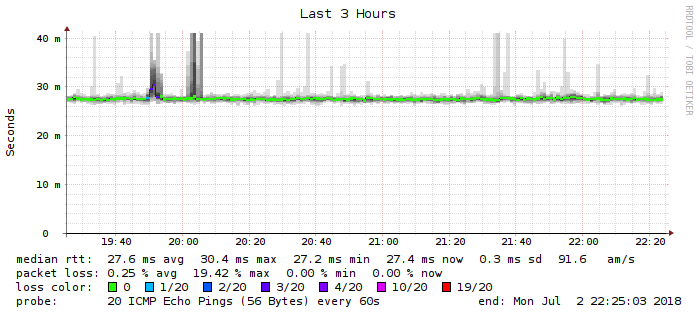 Last 3 Hours
RRDTOOL / TOBI OETIKER
Seconds
40 m
30 m
20 m
10 m
0
19:40 20:00 20:20 20:40 21:00 21:20 21:40 22:00 22:20
median rtt: 27.6 ms avg 30.4 ms max 27.2 ms min 27.4 ms now 0.3 ms sd 91.6 am/s
packet loss: 0.25 % avg 19.42 % max 0.00 % min 0.00 % now
loss color: 0 1/20 2/20 3/20 4/20 10/20 19/20
probe: 20 ICMP Echo Pings (56 Bytes) every 60s end: Mon Jul 2 22:25:03 2018